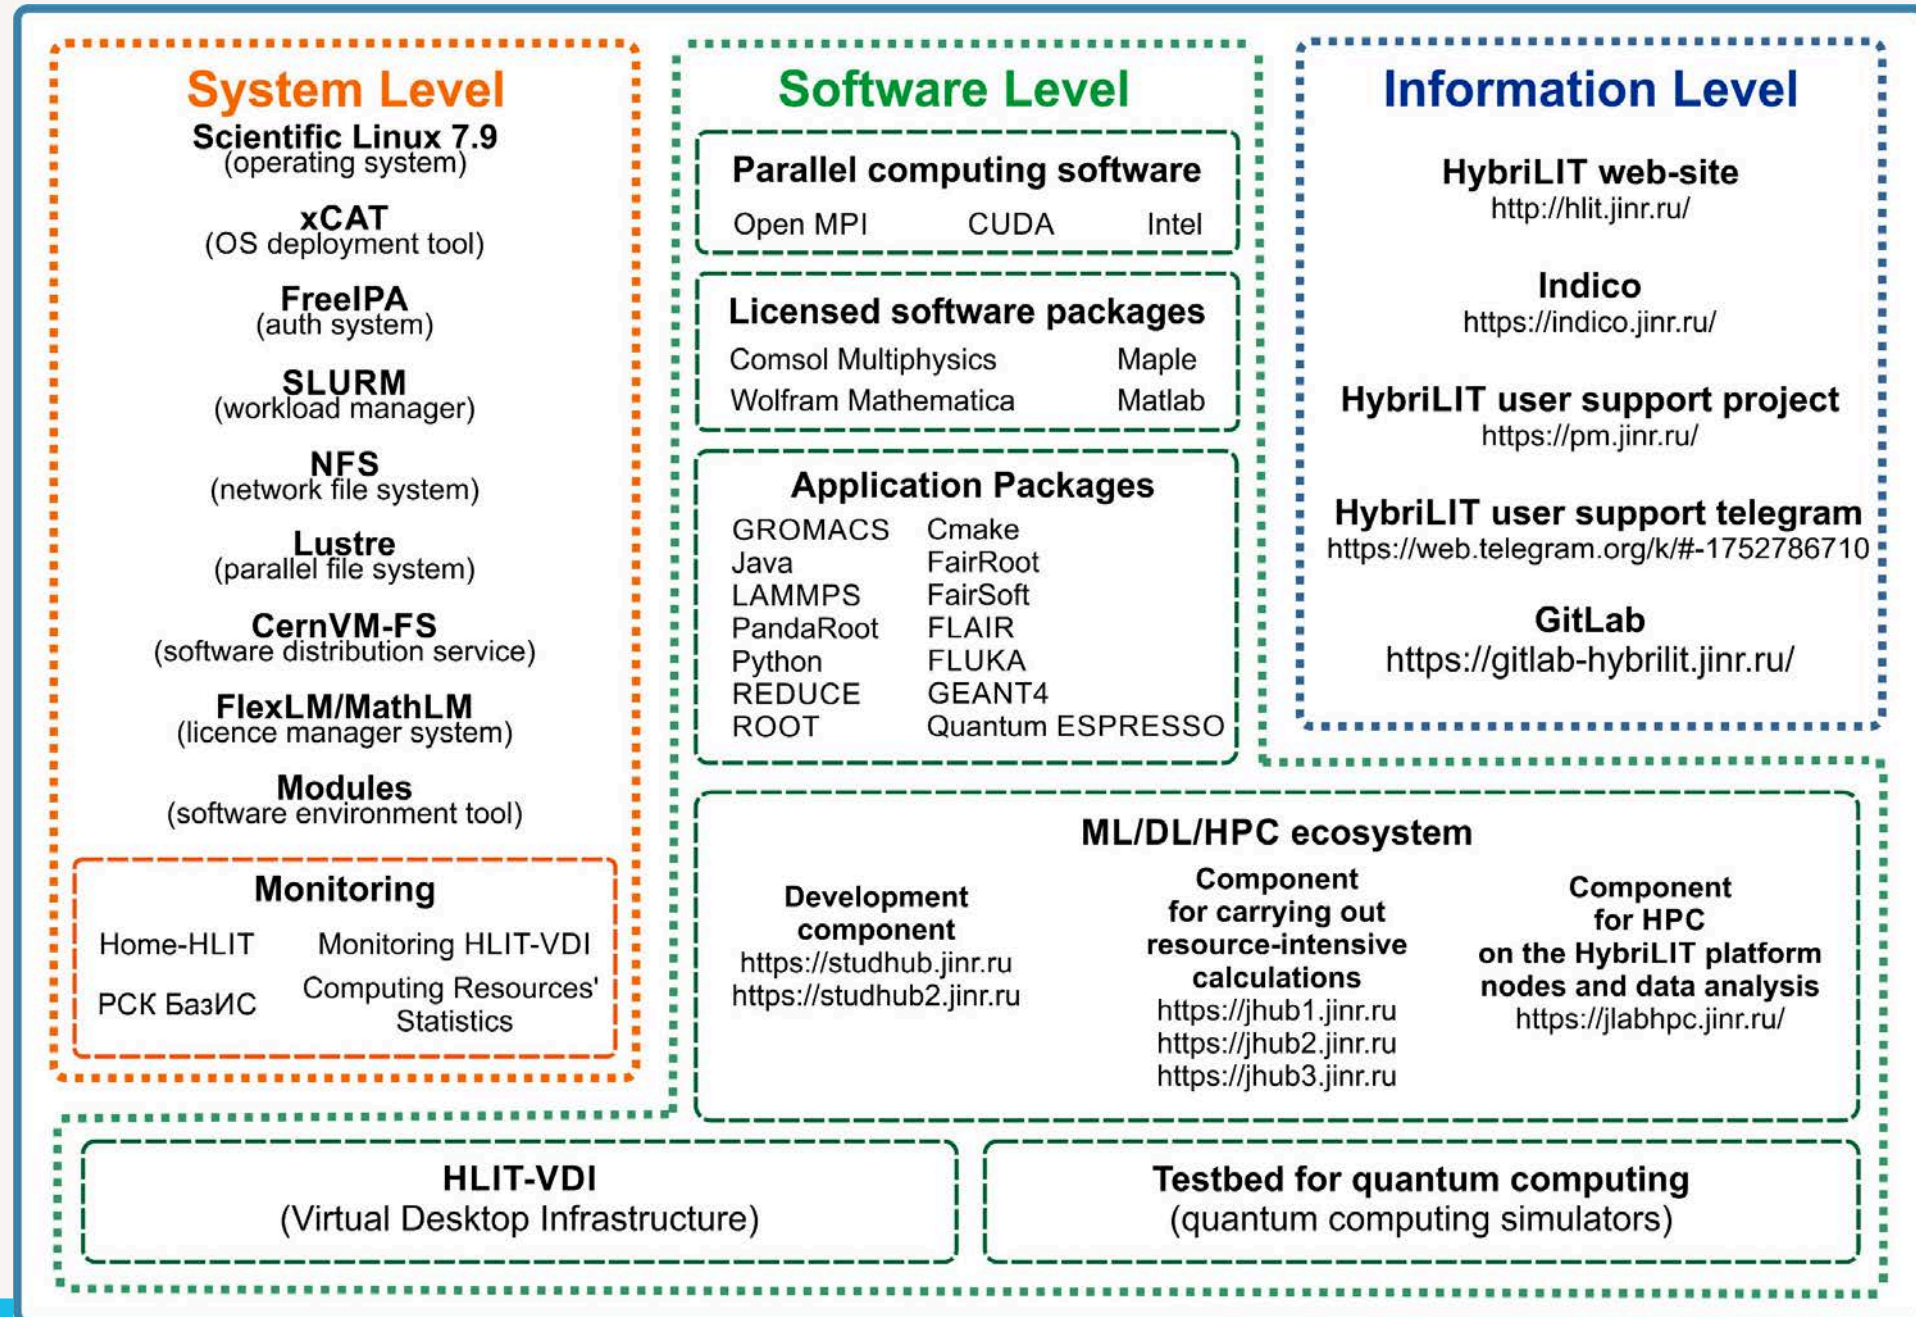 System Level
Scientific Linux 7.9
(operating system)
xCAT
(OS deployment tool)
FreeIPA
(auth system)
SLURM
(workload manager)
NFS
(network file system)
Lustre
(parallel file system)
CernVM-FS
(software distribution service)
FlexLM/MathLM
(licence manager system)
Modules
(software environment tool)
Monitoring
Home-HLIT Monitoring HLIT-VDI
РСК БазИС Computing Resources'
Statistics
Software Level
Parallel computing software
Open MPI CUDA Intel
Licensed software packages
Comsol Multiphysics Maple
Wolfram Mathematica Matlab
Application Packages
GROMACS Cmake
Java FairRoot
LAMMPS FairSoft
PandaRoot FLAIR
Python FLUKA
REDUCE GEANT4
ROOT Quantum ESPRESSO
Information Level
HybriLIT web-site
http://hlit.jinr.ru/
Indico
https://indico.jinr.ru/
HybriLIT user support project
https://pm.jinr.ru/
HybriLIT user support telegram
https://web.telegram.org/k/#-1752786710
GitLab
https://gitlab-hybrilit.jinr.ru/
ML/DL/HPC ecosystem
Development
component
https://studhub.jinr.ru
https://studhub2.jinr.ru
Component
for carrying out
resource-intensive
calculations
https://jhub1.jinr.ru
https://jhub2.jinr.ru
https://jhub3.jinr.ru
Component
for HPC
on the HybriLIT platform
nodes and data analysis
https://jlabhpc.jinr.ru/
HLIT-VDI
(Virtual Desktop Infrastructure)
Testbed for quantum computing
(quantum computing simulators)